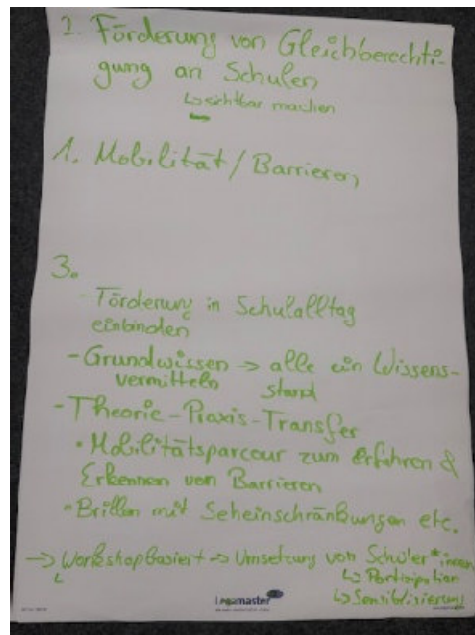 2. Förderung von Gleichberechti-
gung an Schulen
↳ sichtbar machen
1. Mobilität / Barrieren
3.
- Förderung in Schulalltag
einbinden
- Grundwissen → alle ein Wissens-
vermitteln stand
- Theorie-Praxis-Transfer
• Mobilitätsparcour zum Erfahren &
Erkennen von Barrieren
• Brillen mit Seheinschränkungen etc.
→ Workshopbasiert → Umsetzung von Schüler*innen
↳ Partizipation
↳ Sensibilisierung
Legamaster